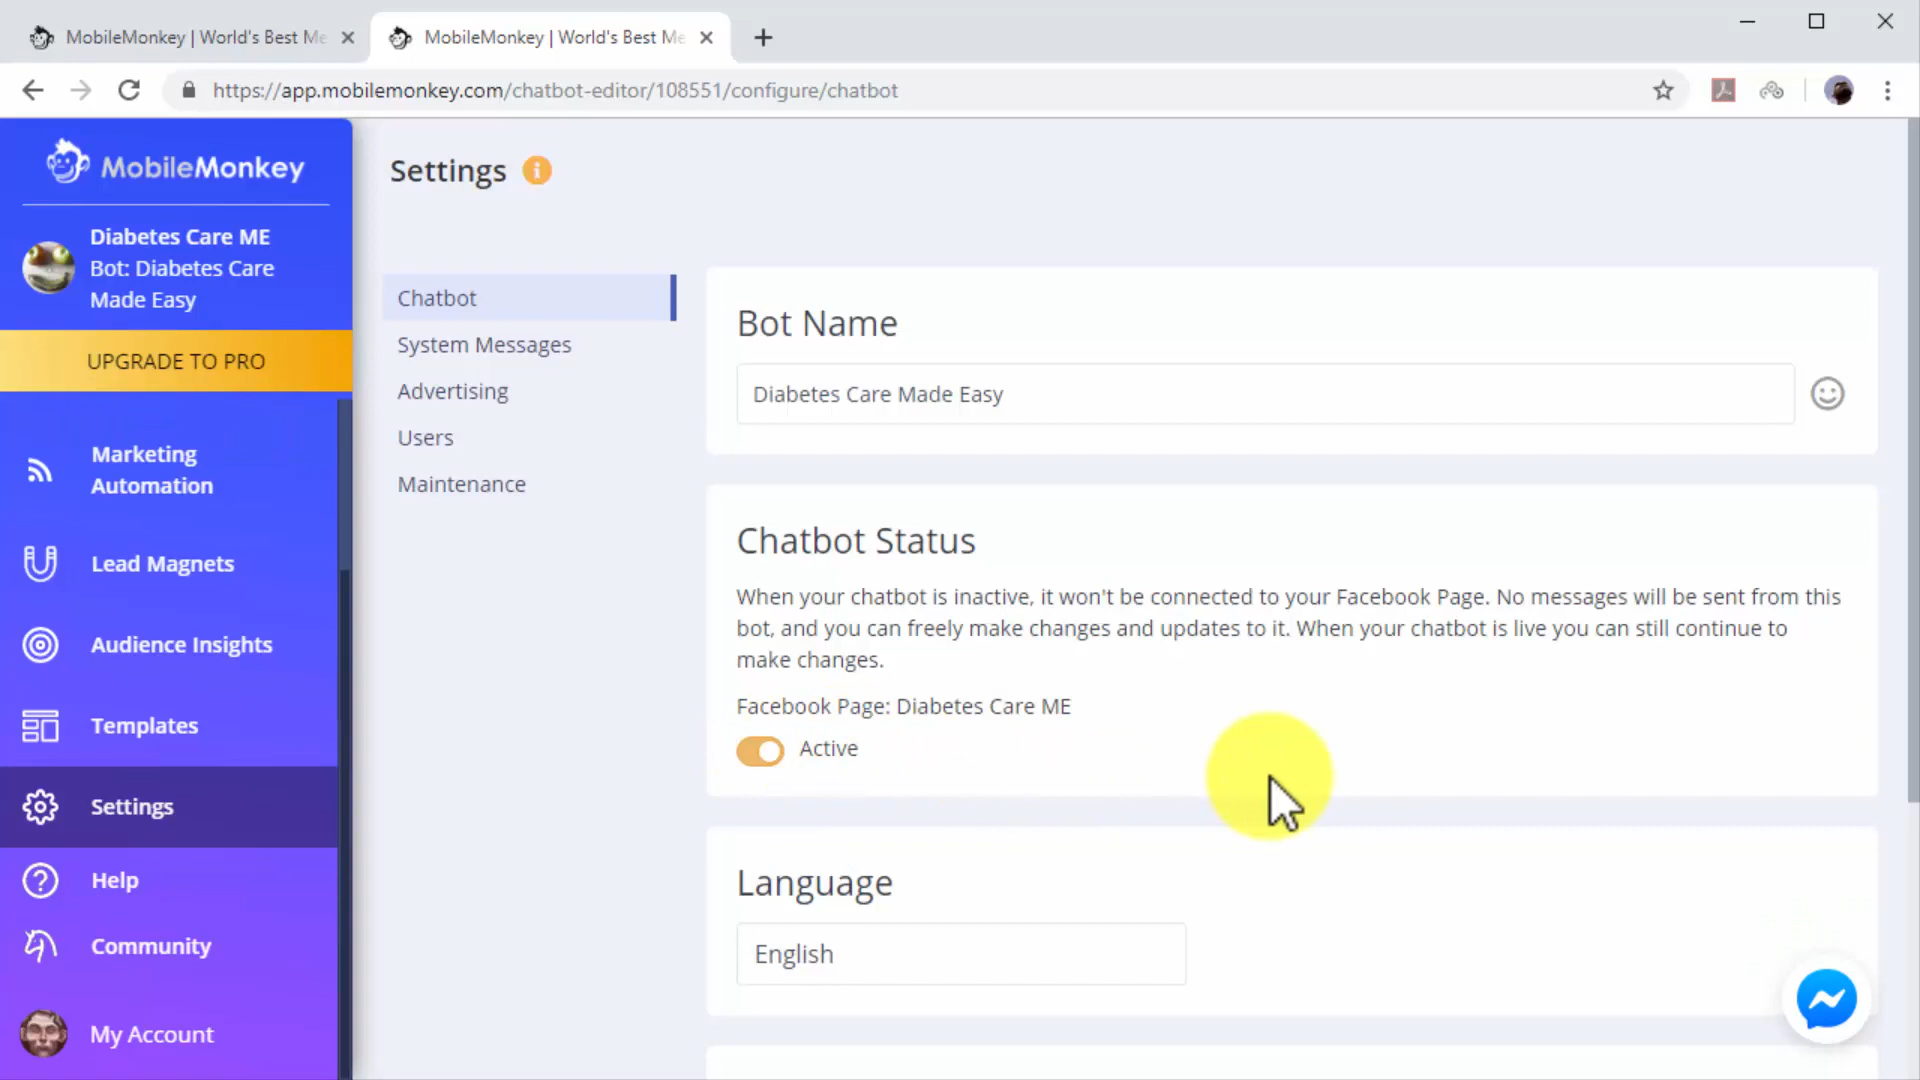 MobileMonkey | World's Best Me
MobileMonkey | World's Best Me
https://app.mobilemonkey.com/chatbot-editor/108551/configure/chatbot
MobileMonkey
Diabetes Care ME
Bot: Diabetes Care
Made Easy
UPGRADE TO PRO
Marketing
Automation
Lead Magnets
Audience Insights
Templates
Settings
Help
Community
My Account
Settings
Chatbot
System Messages
Advertising
Users
Maintenance
Bot Name
Diabetes Care Made Easy
Chatbot Status
When your chatbot is inactive, it won't be connected to your Facebook Page. No messages will be sent from this
bot, and you can freely make changes and updates to it. When your chatbot is live you can still continue to
make changes.
Facebook Page: Diabetes Care ME
Active
Language
English